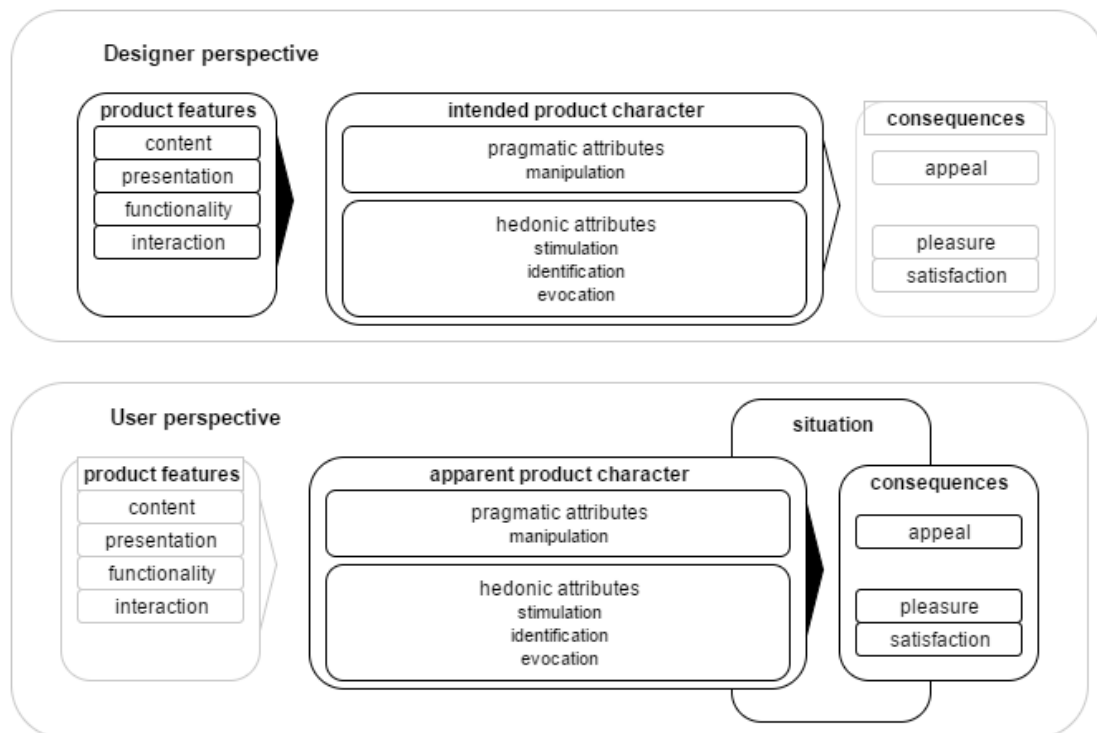 Designer perspective
product features
content
presentation
functionality
interaction
intended product character
pragmatic attributes
manipulation
hedonic attributes
stimulation
identification
evocation
consequences
appeal
pleasure
satisfaction
User perspective
product features
content
presentation
functionality
interaction
apparent product character
pragmatic attributes
manipulation
hedonic attributes
stimulation
identification
evocation
situation
consequences
appeal
pleasure
satisfaction